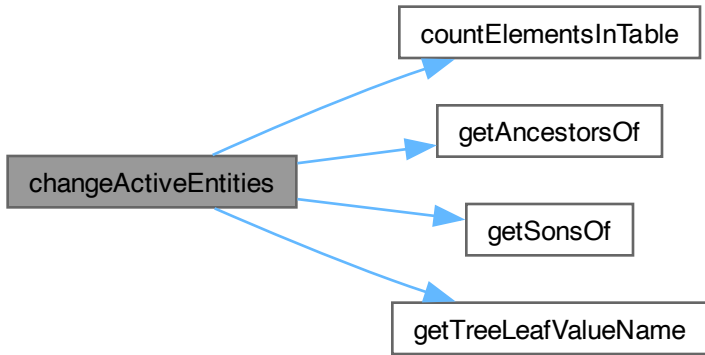 countElementsInTable
getAncestorsOf
changeActiveEntities
getSonsOf
getTreeLeafValueName